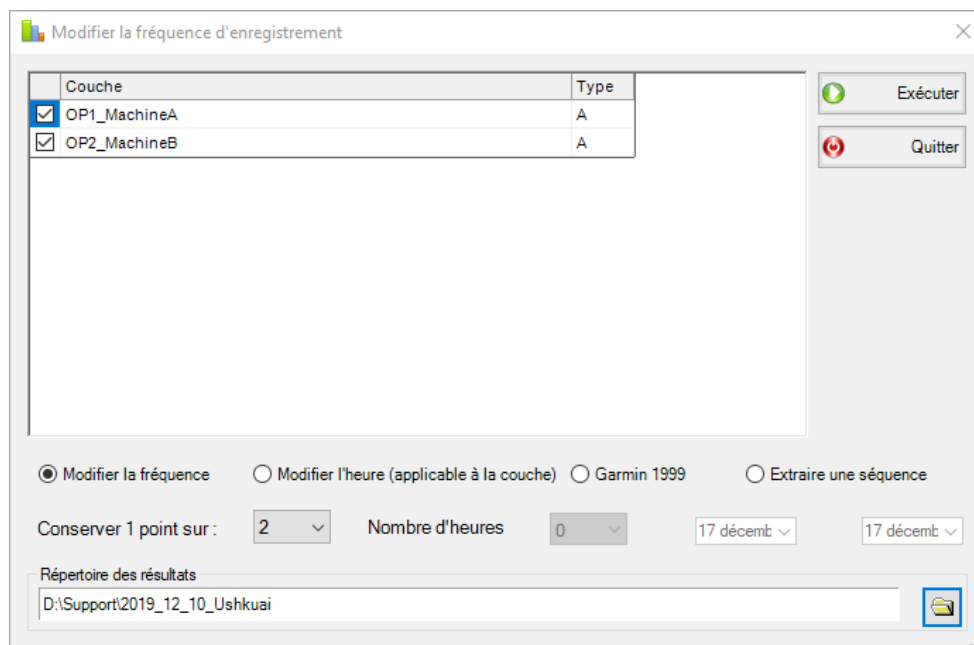 Modifier la fréquence d'enregistrement
Couche Type
OP1_MachineA A
OP2_MachineB A
Exécuter
Quitter
Modifier la fréquence Modifier l'heure (applicable à la couche) Garmin 1999 Extraire une séquence
Conserver 1 point sur : 2 Nombre d'heures 0 17 décemb 17 décemb
Répertoire des résultats
D:\Support\2019_12_10_Ushkuai